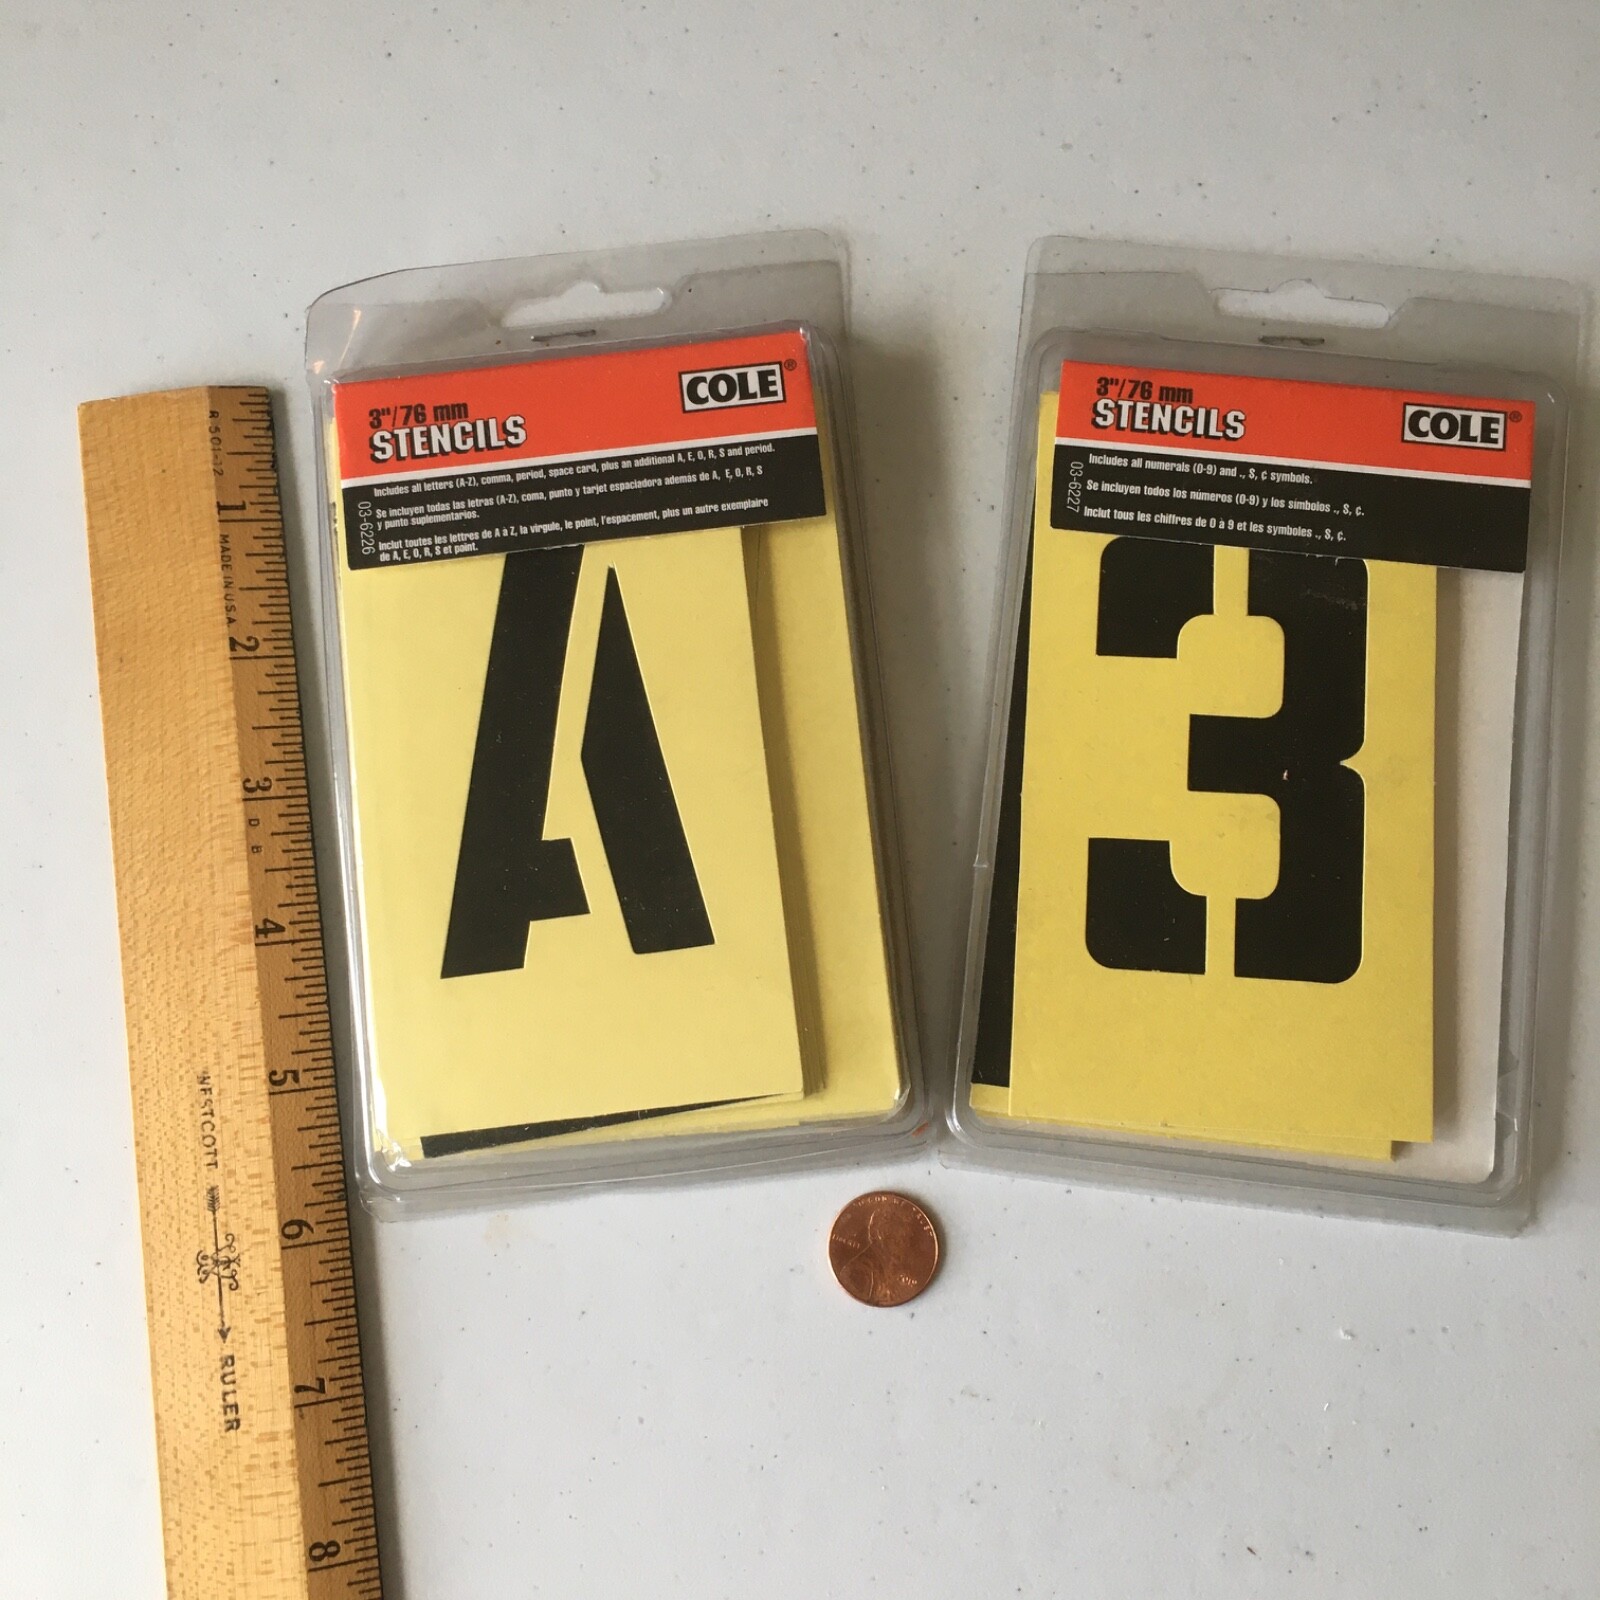 R 501-12
1
MADE IN U.S.A.
2
3
D B
4
5
WESTCOTT
6
RULER
7
8
3"/76 mm
STENCILS
COLE®
Includes all letters (A-Z), comma, period, space card, plus an additional A, E, O, R, S and period.
Se incluyen todas las letras (A-Z), coma, punto y tarjet espaciadora además de A, E, O, R, S
y punto suplementarios.
Inclut toutes les lettres de A à Z, la virgule, le point, l'espacement, plus un autre exemplaire
de A, E, O, R, S et point.
03-6226
A
3"/76 mm
STENCILS
COLE®
Includes all numerals (0-9) and ., S, ¢ symbols.
Se incluyen todos los números (0-9) y los símbolos ., S, ¢.
Inclut tous les chiffres de 0 à 9 et les symboles ., S, ¢.
03-6227
3
LIBERTY